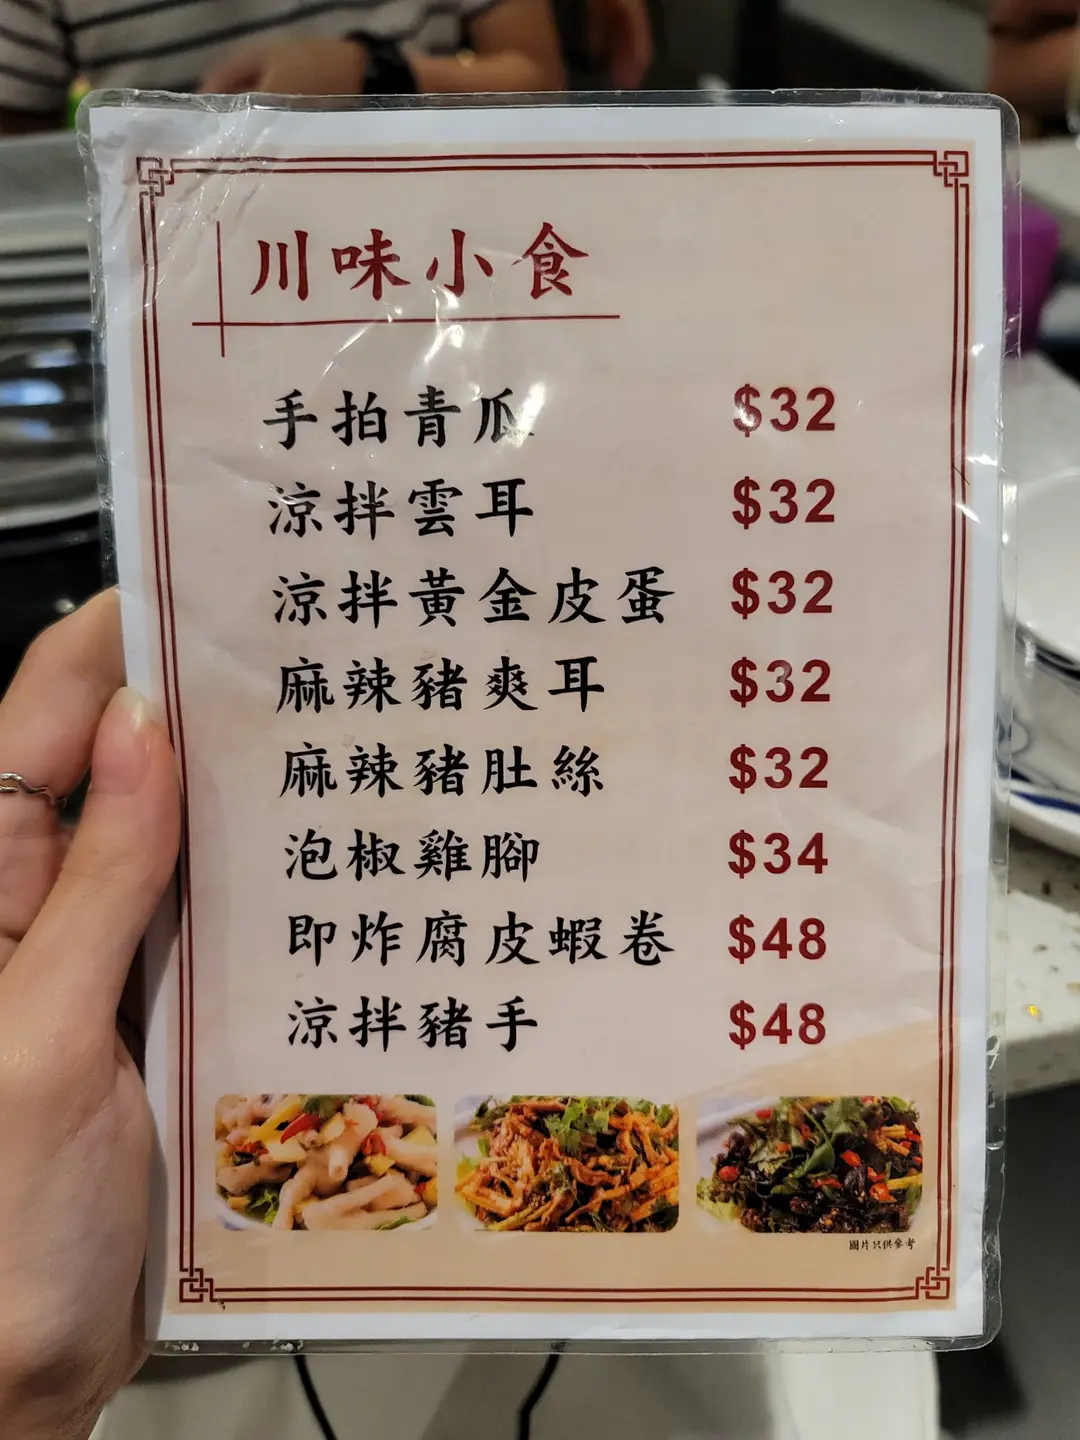 川味小食
手拍青瓜 $32
涼拌雲耳 $32
涼拌黃金皮蛋 $32
麻辣豬爽耳 $32
麻辣豬肚絲 $32
泡椒雞腳 $34
即炸腐皮蝦卷 $48
涼拌豬手 $48
圖片只供參考